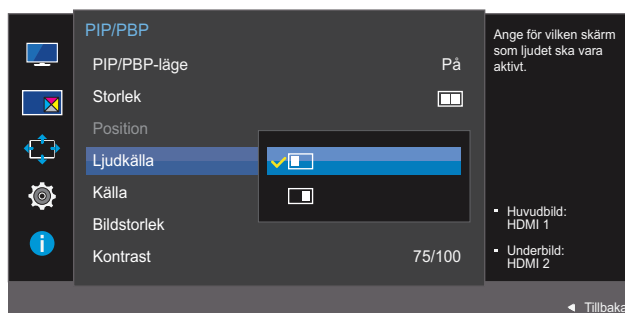 PIP/PBP
PIP/PBP-läge På
Storlek
Position
Ljudkälla
Källa
Bildstorlek
Kontrast 75/100
Ange för vilken skärm
som ljudet ska vara
aktivt.
Huvudbild:
HDMI 1
Underbild:
HDMI 2
Tillbaka